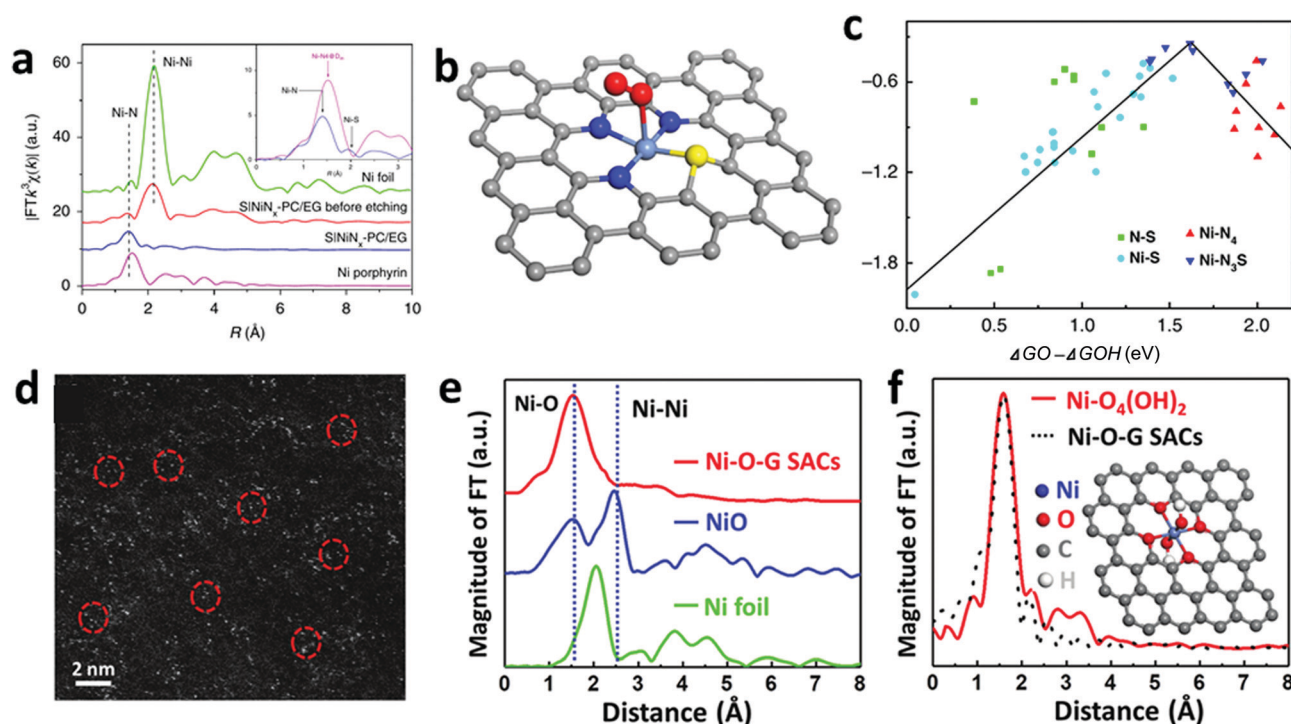 a
|FTk³χ(k)| (a.u.)
60
40
20
0
Ni-Ni
Ni-N
Ni-N
Ni-S
R (Å)
Ni foil
S|NiNₓ-PC/EG before etching
S|NiNₓ-PC/EG
Ni porphyrin
0 2 4 6 8 10
R (Å)
b
c
−0.6
−1.2
−1.8
N-S
Ni-S
Ni-N₄
Ni-N₃S
0.0 0.5 1.0 1.5 2.0
ΔGO – ΔGOH (eV)
d
2 nm
e
Magnitude of FT (a.u.)
Ni-O
Ni-Ni
Ni-O-G SACs
NiO
Ni foil
0 1 2 3 4 5 6 7 8
Distance (Å)
f
Magnitude of FT (a.u.)
Ni-O₄(OH)₂
Ni-O-G SACs
Ni
O
C
H
0 1 2 3 4 5 6 7 8
Distance (Å)